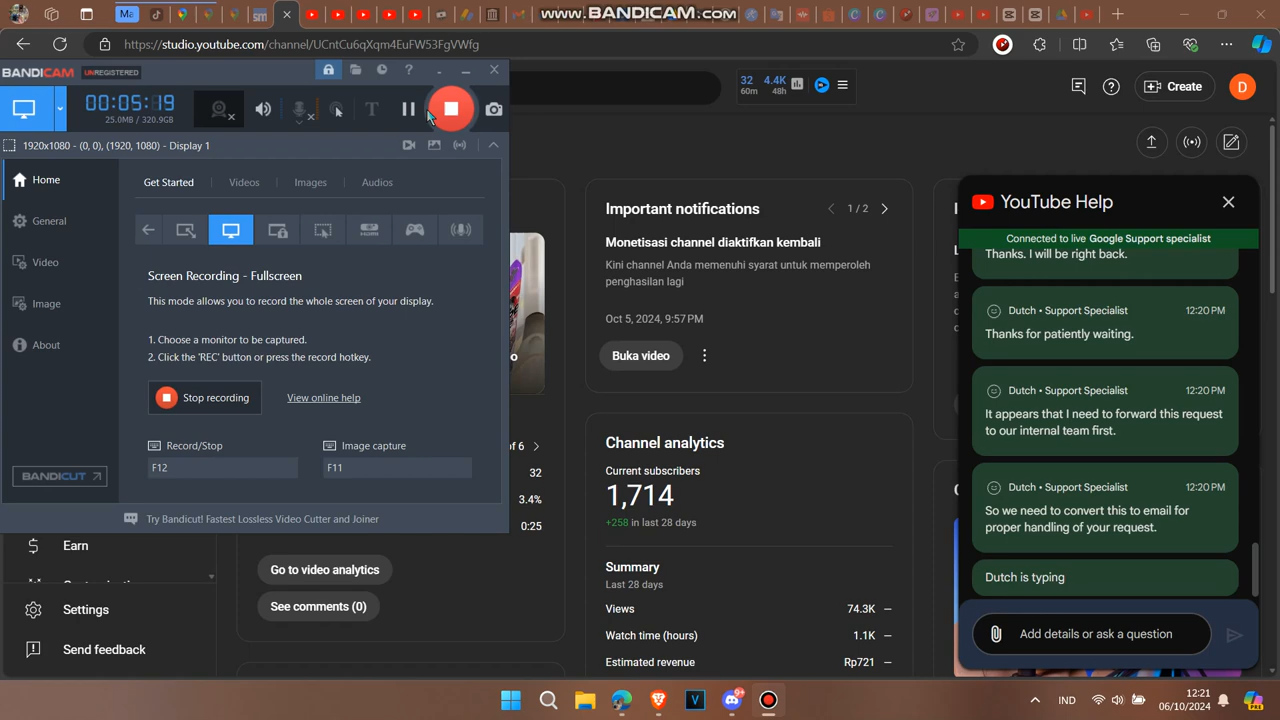 Me
sm
WWW.BANDICAM.COM
https://studio.youtube.com/channel/UCntCu6qXqm4EuFW53FgVWfg
BANDICAM UNREGISTERED
00:05:19
25.0MB / 320.9GB
1920x1080 - (0, 0), (1920, 1080) - Display 1
Home
General
Video
Image
About
BANDICUT
Get Started
Videos
Images
Audios
HDMI
Screen Recording - Fullscreen
This mode allows you to record the whole screen of your display.
1. Choose a monitor to be captured.
2. Click the 'REC' button or press the record hotkey.
Stop recording
View online help
Record/Stop
Image capture
F12
F11
Try Bandicut! Fastest Lossless Video Cutter and Joiner
32
60m
4.4K
48h
Create
D
Important notifications
1 / 2
Monetisasi channel diaktifkan kembali
Kini channel Anda memenuhi syarat untuk memperoleh
penghasilan lagi
Oct 5, 2024, 9:57 PM
Buka video
of 6
32
3.4%
0:25
Go to video analytics
See comments (0)
Earn
Settings
Send feedback
Channel analytics
Current subscribers
1,714
+258 in last 28 days
Summary
Last 28 days
Views 74.3K —
Watch time (hours) 1.1K —
Estimated revenue Rp721 —
YouTube Help
Connected to live Google Support specialist
Thanks. I will be right back.
Dutch • Support Specialist 12:20 PM
Thanks for patiently waiting.
Dutch • Support Specialist 12:20 PM
It appears that I need to forward this request
to our internal team first.
Dutch • Support Specialist 12:20 PM
So we need to convert this to email for
proper handling of your request.
Dutch is typing
Add details or ask a question
IND
12:21
06/10/2024